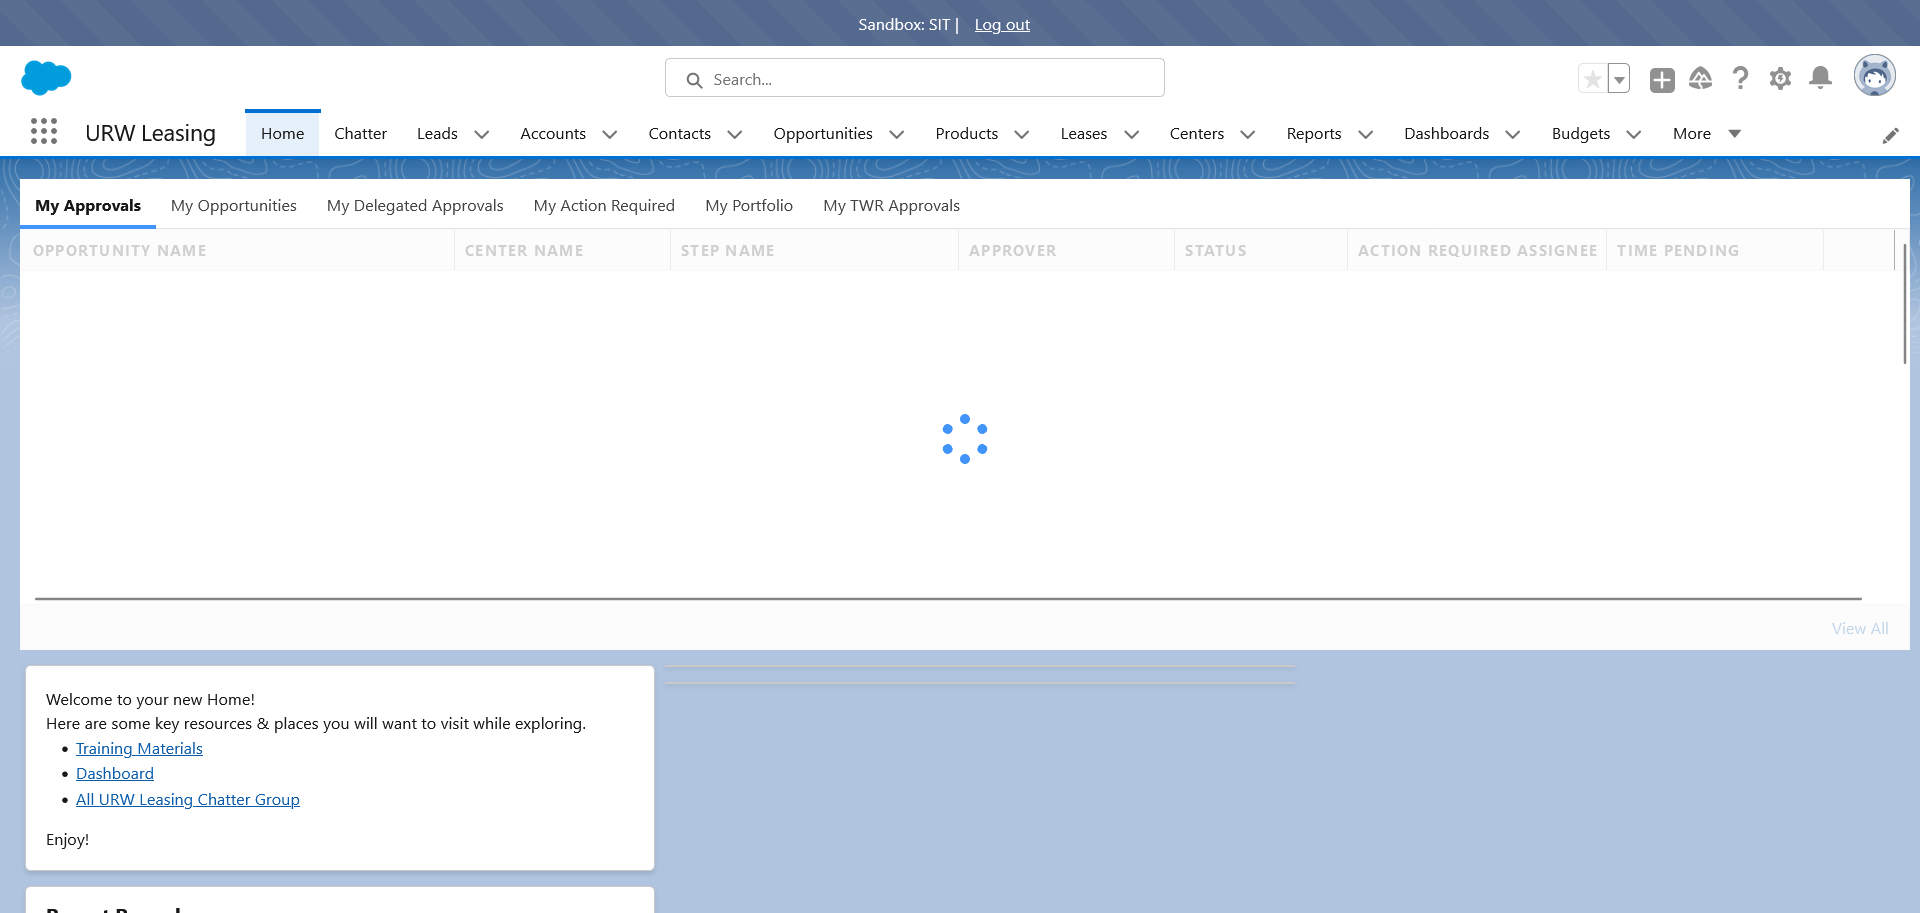 Sandbox: SIT | Log out
Search...
URW Leasing Home Chatter Leads Accounts Contacts Opportunities Products Leases Centers Reports Dashboards Budgets More
My Approvals My Opportunities My Delegated Approvals My Action Required My Portfolio My TWR Approvals
OPPORTUNITY NAME CENTER NAME STEP NAME APPROVER STATUS ACTION REQUIRED ASSIGNEE TIME PENDING
View All
Welcome to your new Home!
Here are some key resources & places you will want to visit while exploring.
• Training Materials
• Dashboard
• All URW Leasing Chatter Group
Enjoy!